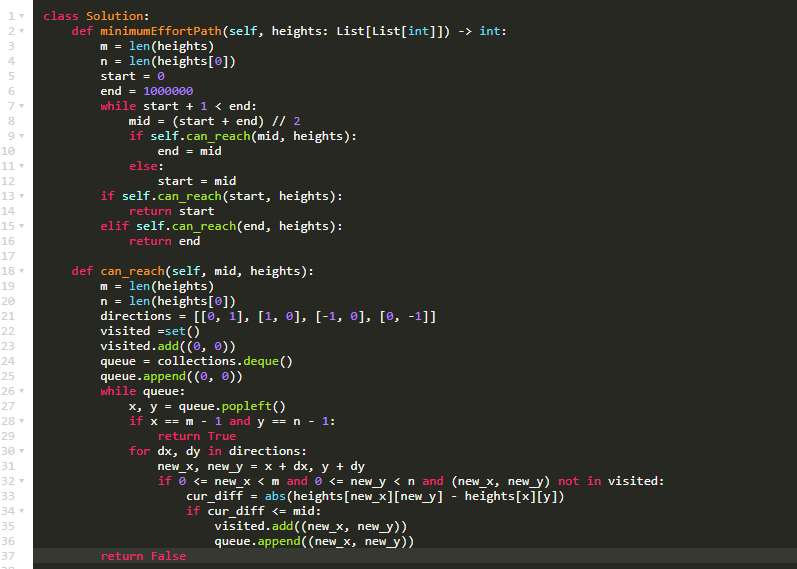 1 class Solution:
2     def minimumEffortPath(self, heights: List[List[int]]) -> int:
3         m = len(heights)
4         n = len(heights[0])
5         start = 0
6         end = 1000000
7         while start + 1 < end:
8             mid = (start + end) // 2
9             if self.can_reach(mid, heights):
10                 end = mid
11             else:
12                 start = mid
13         if self.can_reach(start, heights):
14             return start
15         elif self.can_reach(end, heights):
16             return end
17
18     def can_reach(self, mid, heights):
19         m = len(heights)
20         n = len(heights[0])
21         directions = [[0, 1], [1, 0], [-1, 0], [0, -1]]
22         visited =set()
23         visited.add((0, 0))
24         queue = collections.deque()
25         queue.append((0, 0))
26         while queue:
27             x, y = queue.popleft()
28             if x == m - 1 and y == n - 1:
29                 return True
30             for dx, dy in directions:
31                 new_x, new_y = x + dx, y + dy
32                 if 0 <= new_x < m and 0 <= new_y < n and (new_x, new_y) not in visited:
33                     cur_diff = abs(heights[new_x][new_y] - heights[x][y])
34                     if cur_diff <= mid:
35                         visited.add((new_x, new_y))
36                         queue.append((new_x, new_y))
37         return False